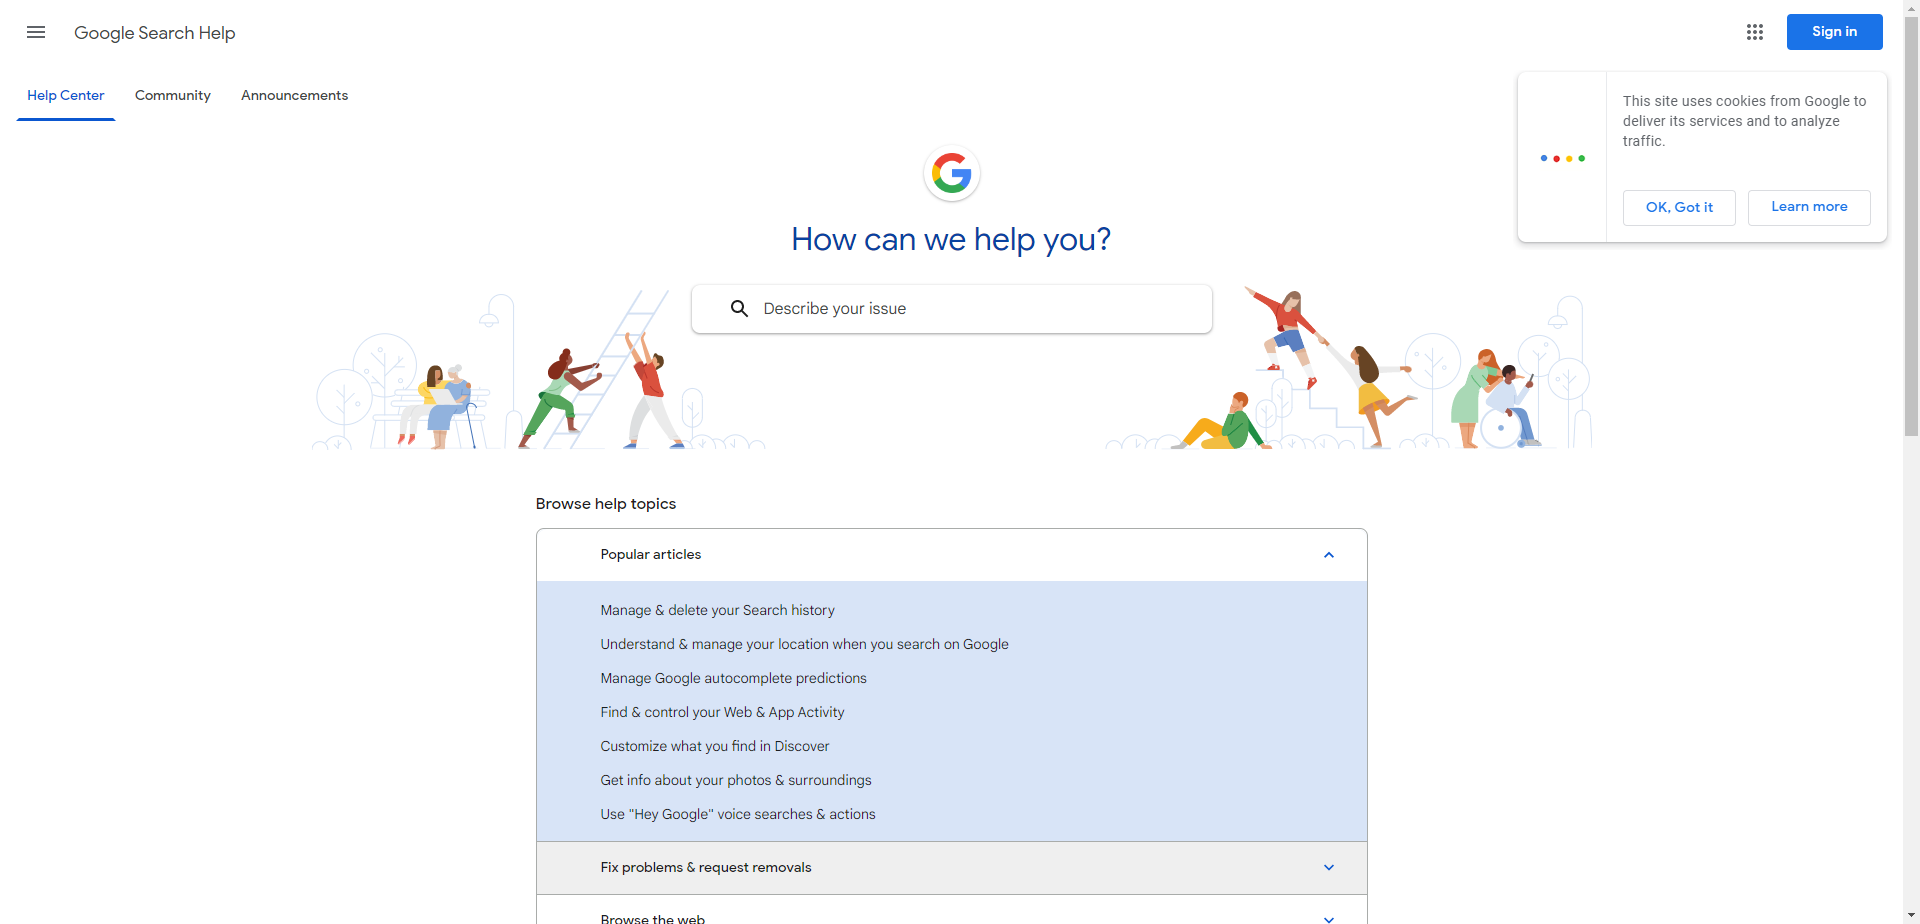 Google Search Help
Sign in
Help Center
Community
Announcements
This site uses cookies from Google to
deliver its services and to analyze
traffic.
OK, Got it
Learn more
How can we help you?
Describe your issue
Browse help topics
Popular articles
Manage & delete your Search history
Understand & manage your location when you search on Google
Manage Google autocomplete predictions
Find & control your Web & App Activity
Customize what you find in Discover
Get info about your photos & surroundings
Use "Hey Google" voice searches & actions
Fix problems & request removals
Browse the web